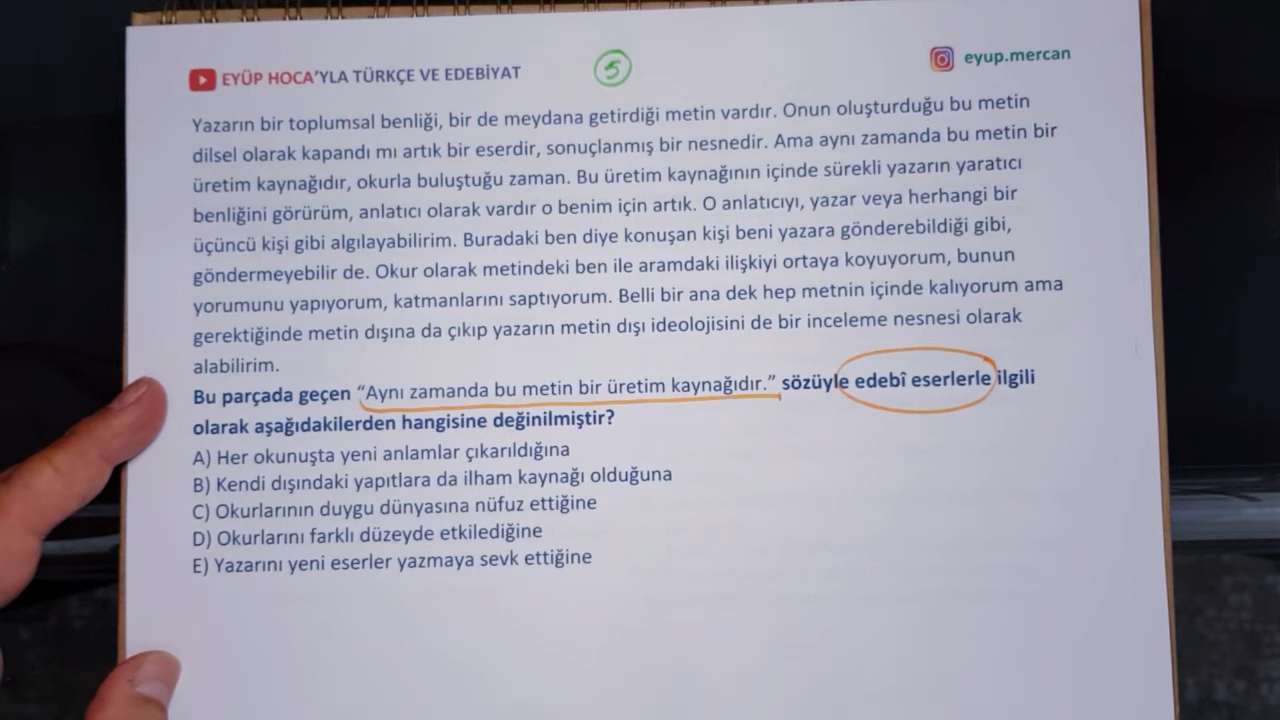 EYÜP HOCA'YLA TÜRKÇE VE EDEBİYAT
5
eyup.mercan
Yazarın bir toplumsal benliği, bir de meydana getirdiği metin vardır. Onun oluşturduğu bu metin
dilsel olarak kapandı mı artık bir eserdir, sonuçlanmış bir nesnedir. Ama aynı zamanda bu metin bir
üretim kaynağıdır, okurla buluştuğu zaman. Bu üretim kaynağının içinde sürekli yazarın yaratıcı
benliğini görürüm, anlatıcı olarak vardır o benim için artık. O anlatıcıyı, yazar veya herhangi bir
üçüncü kişi gibi algılayabilirim. Buradaki ben diye konuşan kişi beni yazara gönderebildiği gibi,
göndermeyebilir de. Okur olarak metindeki ben ile aramdaki ilişkiyi ortaya koyuyorum, bunun
yorumunu yapıyorum, katmanlarını saptıyorum. Belli bir ana dek hep metnin içinde kalıyorum ama
gerektiğinde metin dışına da çıkıp yazarın metin dışı ideolojisini de bir inceleme nesnesi olarak
alabilirim.
Bu parçada geçen “Aynı zamanda bu metin bir üretim kaynağıdır.” sözüyle edebî eserlerle ilgili
olarak aşağıdakilerden hangisine değinilmiştir?
A) Her okunuşta yeni anlamlar çıkarıldığına
B) Kendi dışındaki yapıtlara da ilham kaynağı olduğuna
C) Okurlarının duygu dünyasına nüfuz ettiğine
D) Okurlarını farklı düzeyde etkilediğine
E) Yazarını yeni eserler yazmaya sevk ettiğine